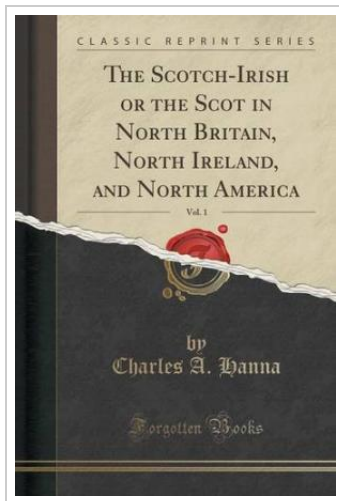 CLASSIC REPRINT SERIES
THE SCOTCH-IRISH
OR THE SCOT IN
NORTH BRITAIN,
NORTH IRELAND,
AND NORTH AMERICA
Vol. 1
by
Charles A. Hanna
Forgotten Books